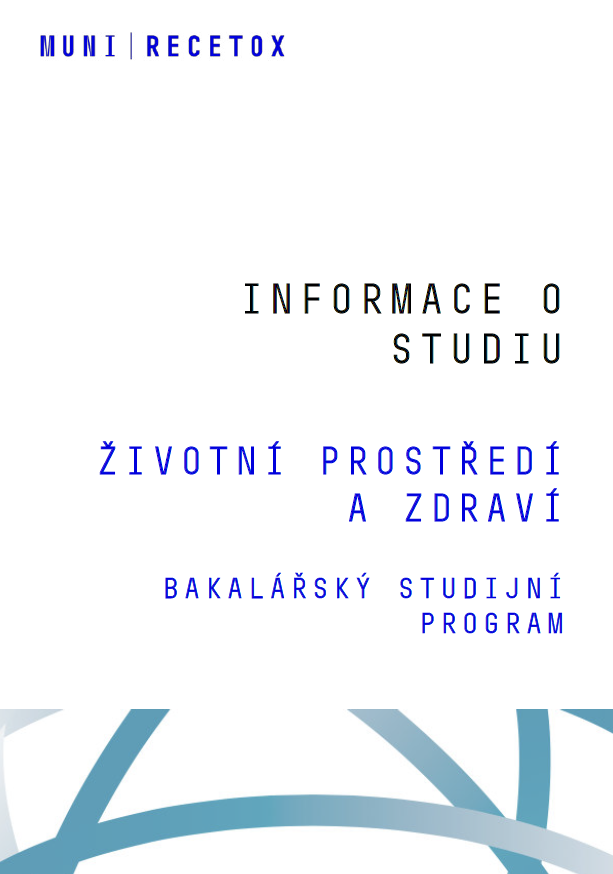 MUNI | RECETOX
INFORMACE O
STUDIU
ŽIVOTNÍ PROSTŘEDÍ
A ZDRAVÍ
BAKALÁŘSKÝ STUDIJNÍ
PROGRAM